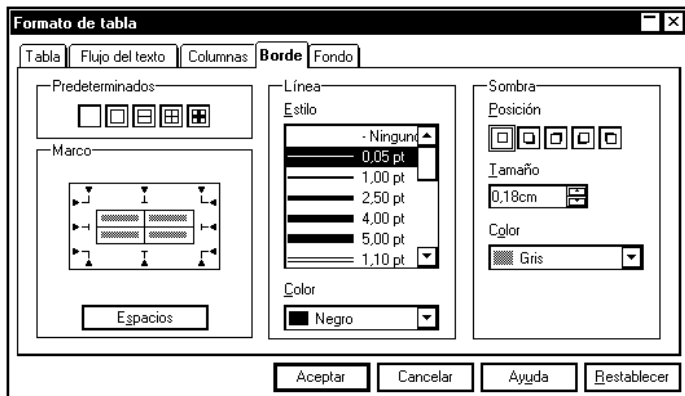 Formato de tabla
Tabla
Flujo del texto
Columnas
Borde
Fondo
Predeterminados
Marco
Espacios
Línea
Estilo
- Ninguno
0,05 pt
1,00 pt
2,50 pt
4,00 pt
5,00 pt
1,10 pt
Color
Negro
Sombra
Posición
Tamaño
0,18cm
Color
Gris
Aceptar
Cancelar
Ayuda
Restablecer